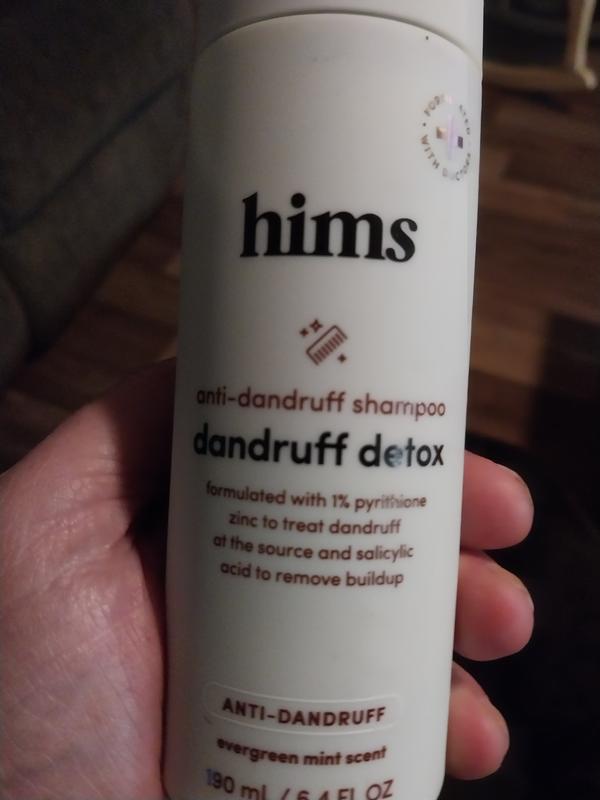 WITH
hims
anti-dandruff shampoo
dandruff detox
formulated with 1% pyrithione
zinc to treat dandruff
at the source and salicylic
acid to remove buildup
ANTI-DANDRUFF
evergreen mint scent
190 mL / 6.4 FL OZ